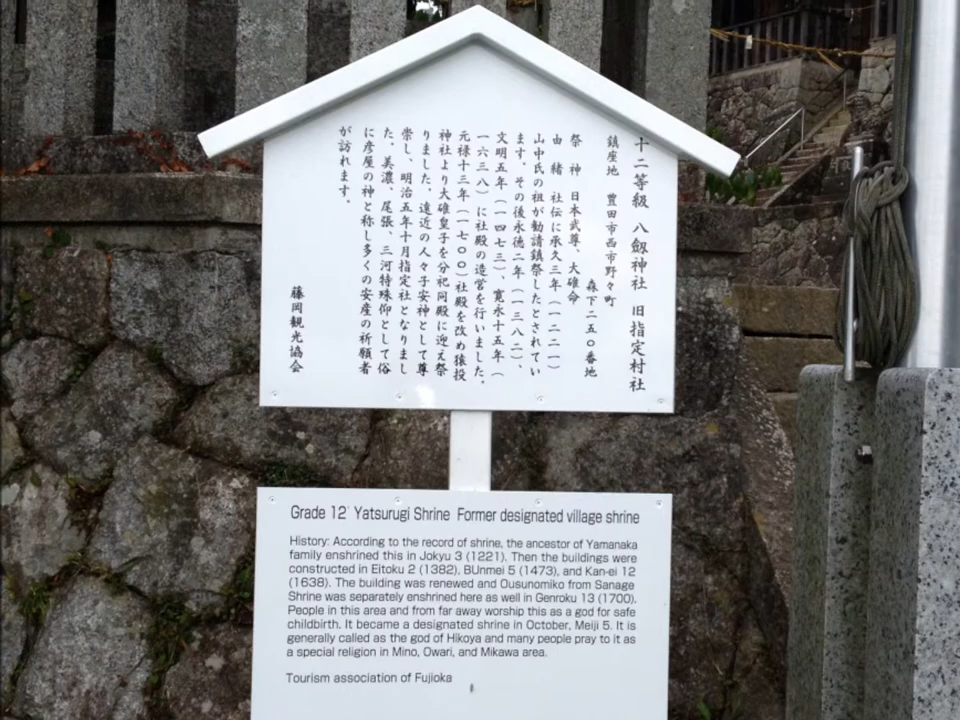 十二等級 八劔神社 旧指定村社
鎮座地 豊田市西市野々町
森下二五〇番地
祭神 日本武尊、大碓命
由緒 社伝に承久三年(一二二一)
山中氏の祖が勧請鎮祭したとされてい
ます。その後永徳二年(一三八二)、
文明五年(一四七三)、寛永十五年(
一六三八)に社殿の造営を行いました。
元禄十三年(一七〇〇)社殿を改め猿投
神社より大碓皇子を分祀同殿に迎え祭
りました。遠近の人々子安神として尊
崇し、明治五年十月指定社となりまし
た。美濃、尾張、三河特殊仰として俗
に彦屋の神と称し多くの安産の祈願者
が訪れます。
藤岡観光協会
Grade 12 Yatsurugi Shrine Former designated village shrine
History: According to the record of shrine, the ancestor of Yamanaka
family enshrined this in Jokyu 3 (1221). Then the buildings were
constructed in Eitoku 2 (1382), BUnmei 5 (1473), and Kan-ei 12
(1638). The building was renewed and Ousunomiko from Sanage
Shrine was separately enshrined here as well in Genroku 13 (1700).
People in this area and from far away worship this as a god for safe
childbirth. It became a designated shrine in October, Meiji 5. It is
generally called as the god of Hikoya and many people pray to it as
a special religion in Mino, Owari, and Mikawa area.
Tourism association of Fujioka